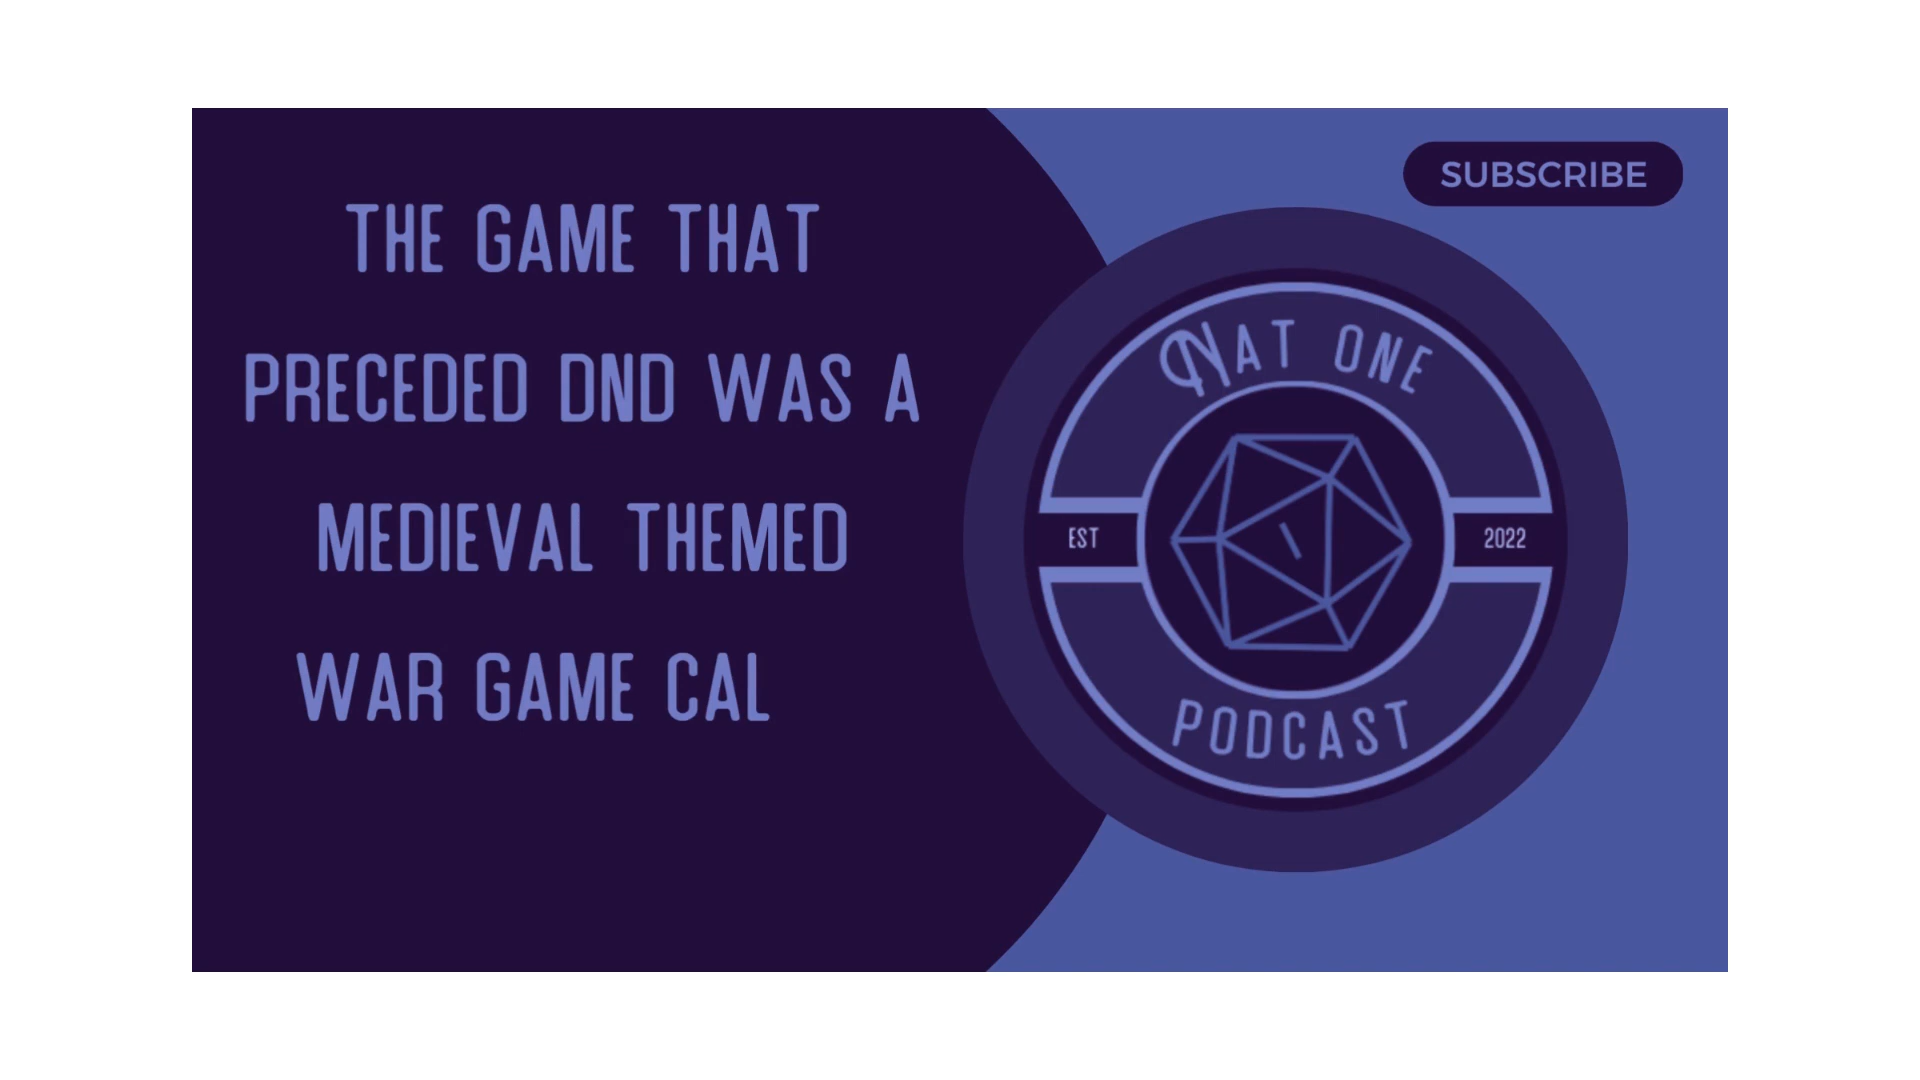 THE GAME THAT
PRECEDED DND WAS A
MEDIEVAL THEMED
WAR GAME CAL
SUBSCRIBE
NAT ONE
EST
2022
PODCAST